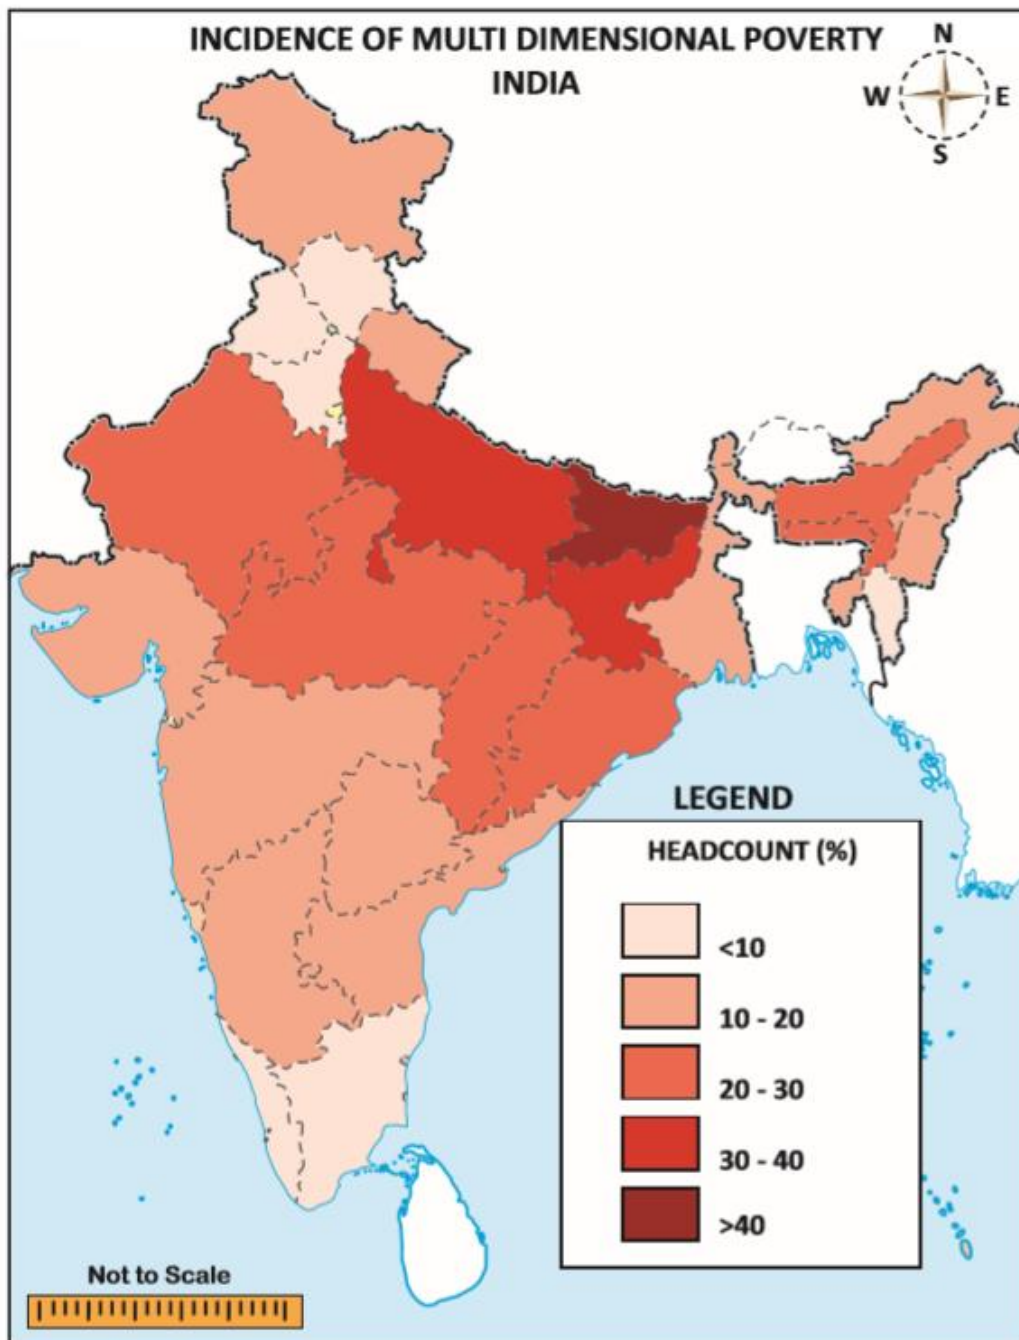 INCIDENCE OF MULTI DIMENSIONAL POVERTY
INDIA
N
W E
S
LEGEND
HEADCOUNT (%)
<10
10 - 20
20 - 30
30 - 40
>40
Not to Scale